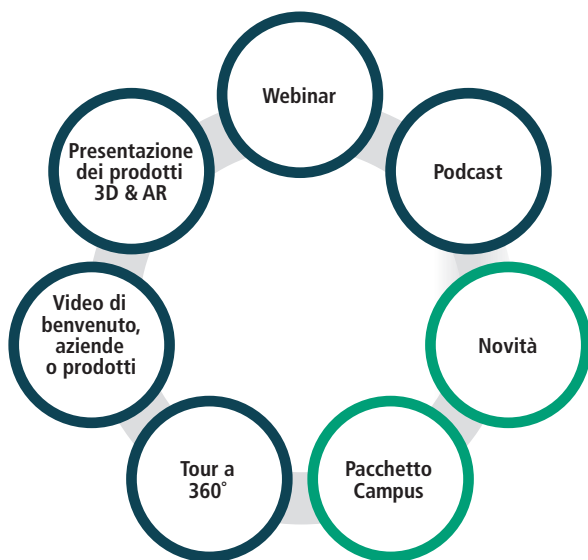 Webinar
Podcast
Novità
Pacchetto
Campus
Tour a
360°
Video di
benvenuto,
aziende
o prodotti
Presentazione
dei prodotti
3D & AR